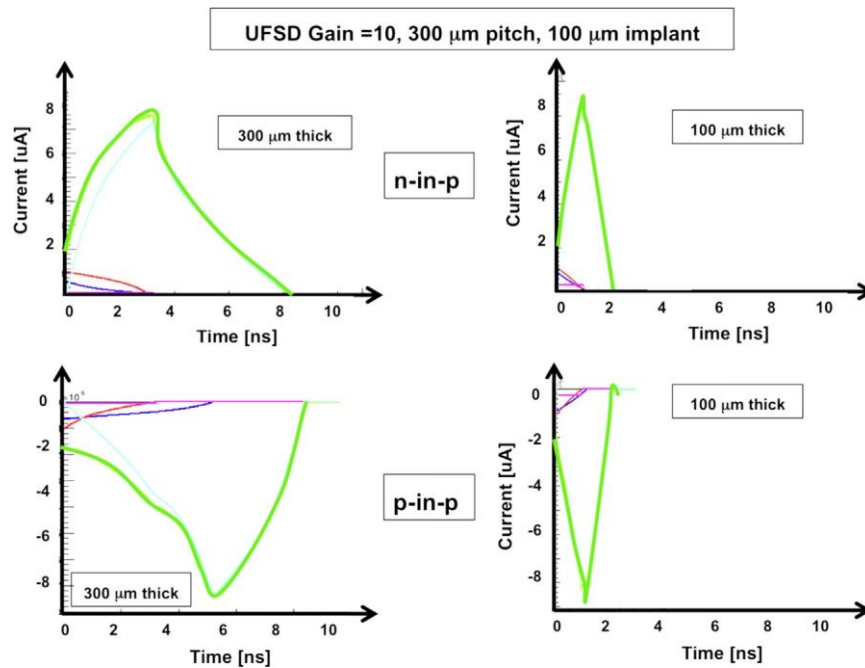 UFSD Gain =10, 300 µm pitch, 100 µm implant
Current [uA]
8
6
4
2
0 2 4 6 8 10
Time [ns]
300 µm thick
n-in-p
Current [uA]
8
6
4
2
0 2 4 6 8 10
Time [ns]
100 µm thick
0
-2
-4
-6
-8
300 µm thick
0 2 4 6 8 10
Time [ns]
p-in-p
Current [uA]
0
-2
-4
-6
-8
0 2 4 6 8 10
Time [ns]
100 µm thick